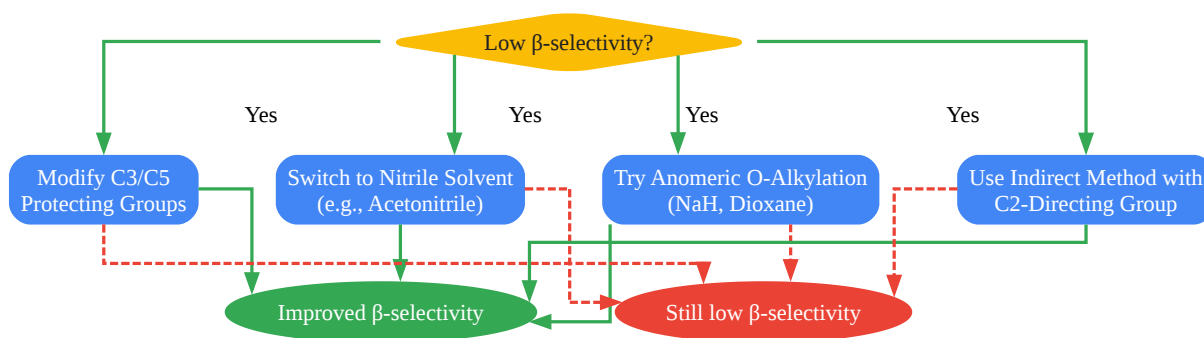 Low β-selectivity?
Yes
Yes
Yes
Yes
Modify C3/C5
Protecting Groups
Switch to Nitrile Solvent
(e.g., Acetonitrile)
Try Anomeric O-Alkylation
(NaH, Dioxane)
Use Indirect Method with
C2-Directing Group
Improved β-selectivity
Still low β-selectivity